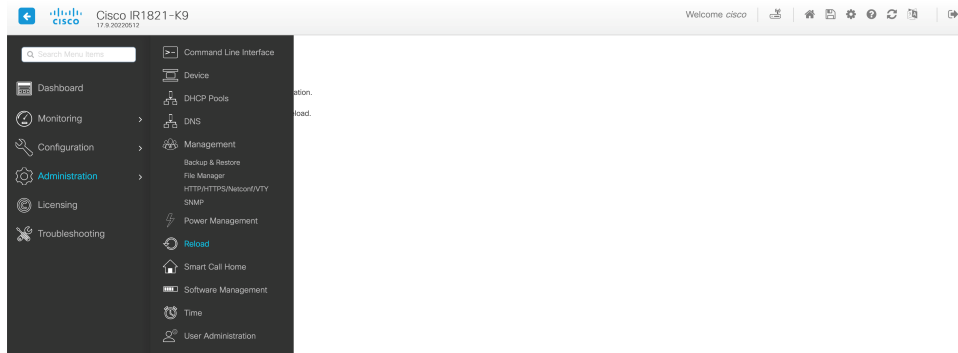 CISCO
Cisco IR1821-K9
17.9.20220512
Welcome cisco
Search Menu Items
Dashboard
Monitoring
Configuration
Administration
Licensing
Troubleshooting
Command Line Interface
Device
DHCP Pools
DNS
Management
Backup & Restore
File Manager
HTTP/HTTPS/Netconf/VTY
SNMP
Power Management
Reload
Smart Call Home
Software Management
Time
User Administration
ation.
load.